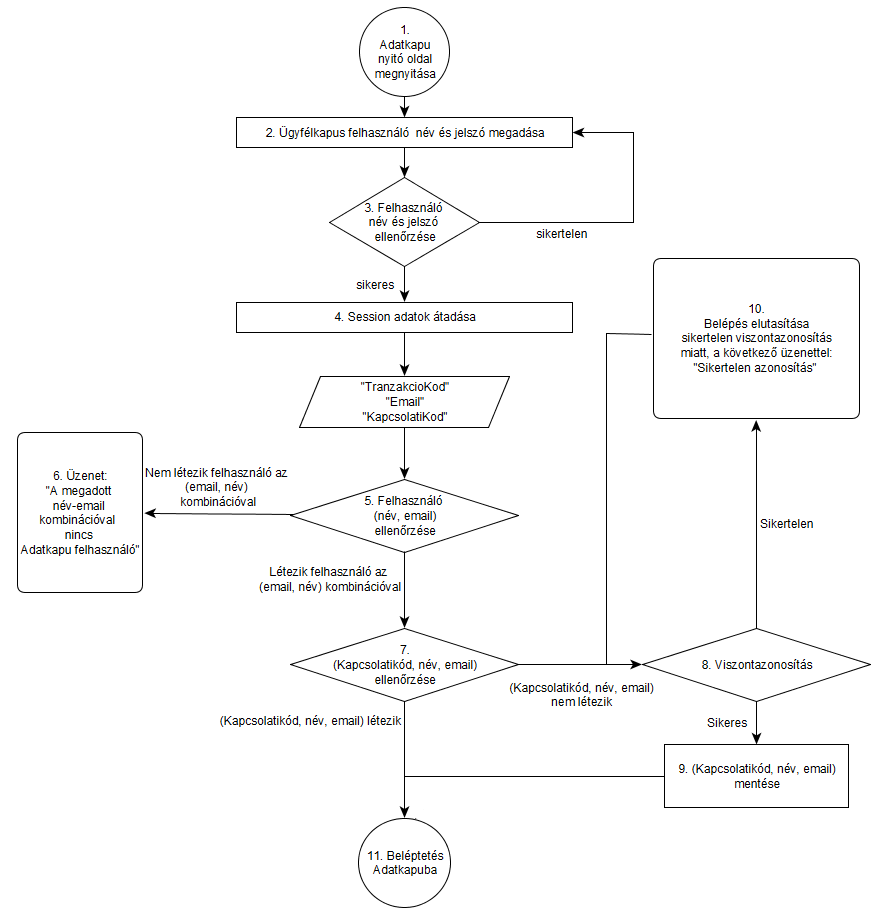 1.
Adatkapu
nyitó oldal
megnyitása
2. Ügyfélkapus felhasználó név és jelszó megadása
3. Felhasználó
név és jelszó
ellenőrzése
sikertelen
sikeres
4. Session adatok átadása
10.
Belépés elutasítása
sikertelen viszontazonosítás
miatt, a következő üzenettel:
"Sikertelen azonosítás"
"TranzakcioKod"
"Email"
"KapcsolatiKod"
6. Üzenet:
"A megadott
név-email
kombinációval
nincs
Adatkapu felhasználó"
Nem létezik felhasználó az
(email, név)
kombinációval
5. Felhasználó
(név, email)
ellenőrzése
Sikertelen
Létezik felhasználó az
(email, név) kombinációval
7.
(Kapcsolatikód, név, email)
ellenőrzése
8. Viszontazonosítás
(Kapcsolatikód, név, email)
nem létezik
(Kapcsolatikód, név, email) létezik
Sikeres
9. (Kapcsolatikód, név, email)
mentése
11. Beléptetés
Adatkapuba